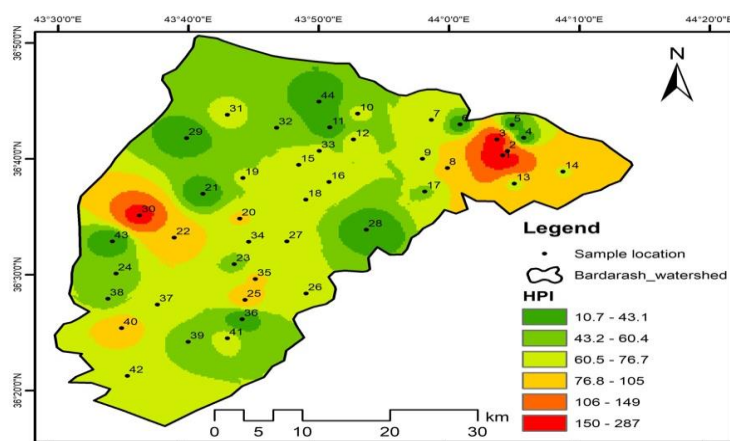 43°30'0"E 43°40'0"E 43°50'0"E 44°0'0"E 44°10'0"E 44°20'0"E
36°50'0"N
N
44
31
10
7
32
11
6
5
29
12
3
4
36°40'0"N
33
2
9
1
15
8
14
19
16
13
21
17
18
30
20
28
22
Legend
43
34
27
Sample location
23
24
Bardarash_watershed
36°30'0"N
35
HPI
38
37
25
26
10.7 - 43.1
36
43.2 - 60.4
40
39
41
60.5 - 76.7
76.8 - 105
42
106 - 149
36°20'0"N
150 - 287
km
0 5 10 20 30